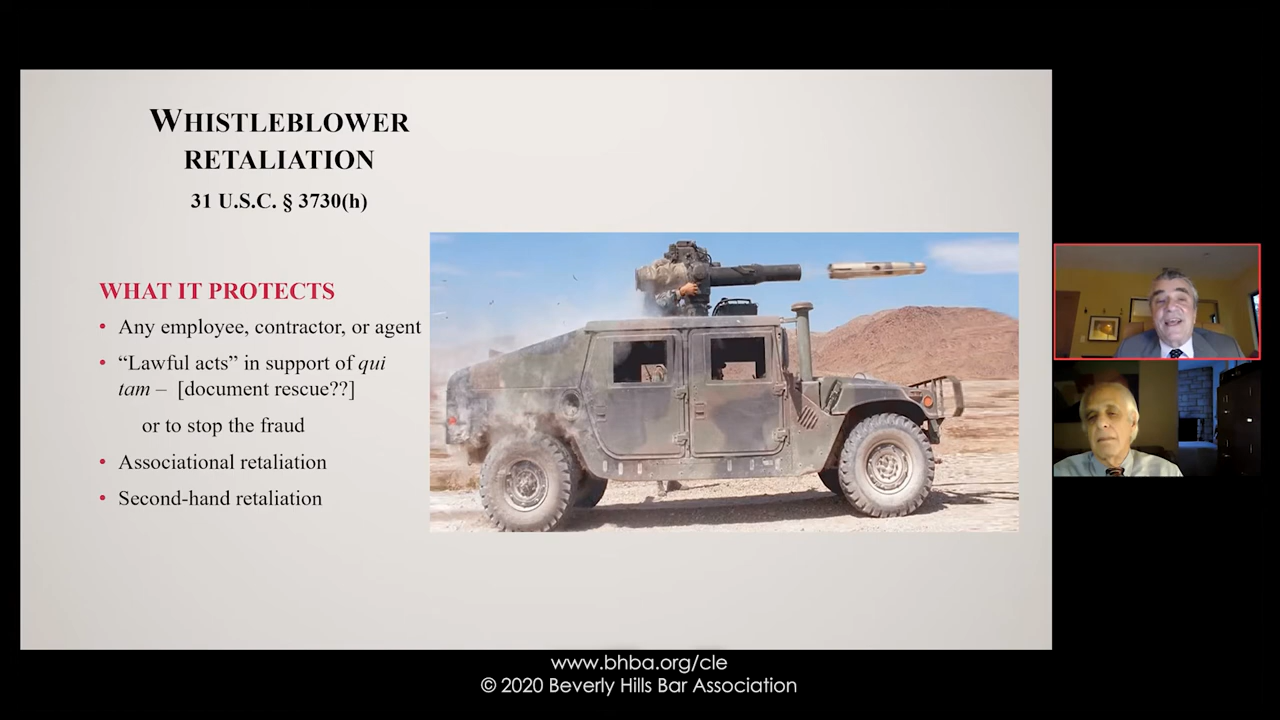 WHISTLEBLOWER
RETALIATION
31 U.S.C. § 3730(h)
WHAT IT PROTECTS
• Any employee, contractor, or agent
• “Lawful acts” in support of qui
tam – [document rescue??]
or to stop the fraud
• Associational retaliation
• Second-hand retaliation
www.bhba.org/cle
© 2020 Beverly Hills Bar Association